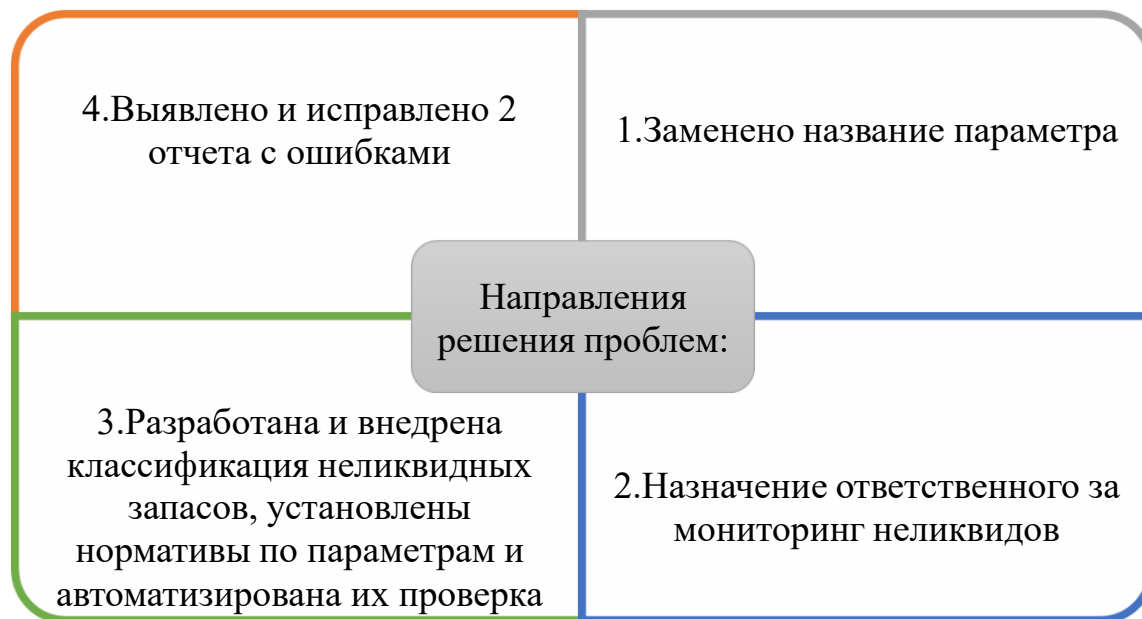 4.Выявлено и исправлено 2
отчета с ошибками
1.Заменено название параметра
Направления
решения проблем:
3.Разработана и внедрена
классификация неликвидных
запасов, установлены
нормативы по параметрам и
автоматизирована их проверка
2.Назначение ответственного за
мониторинг неликвидов